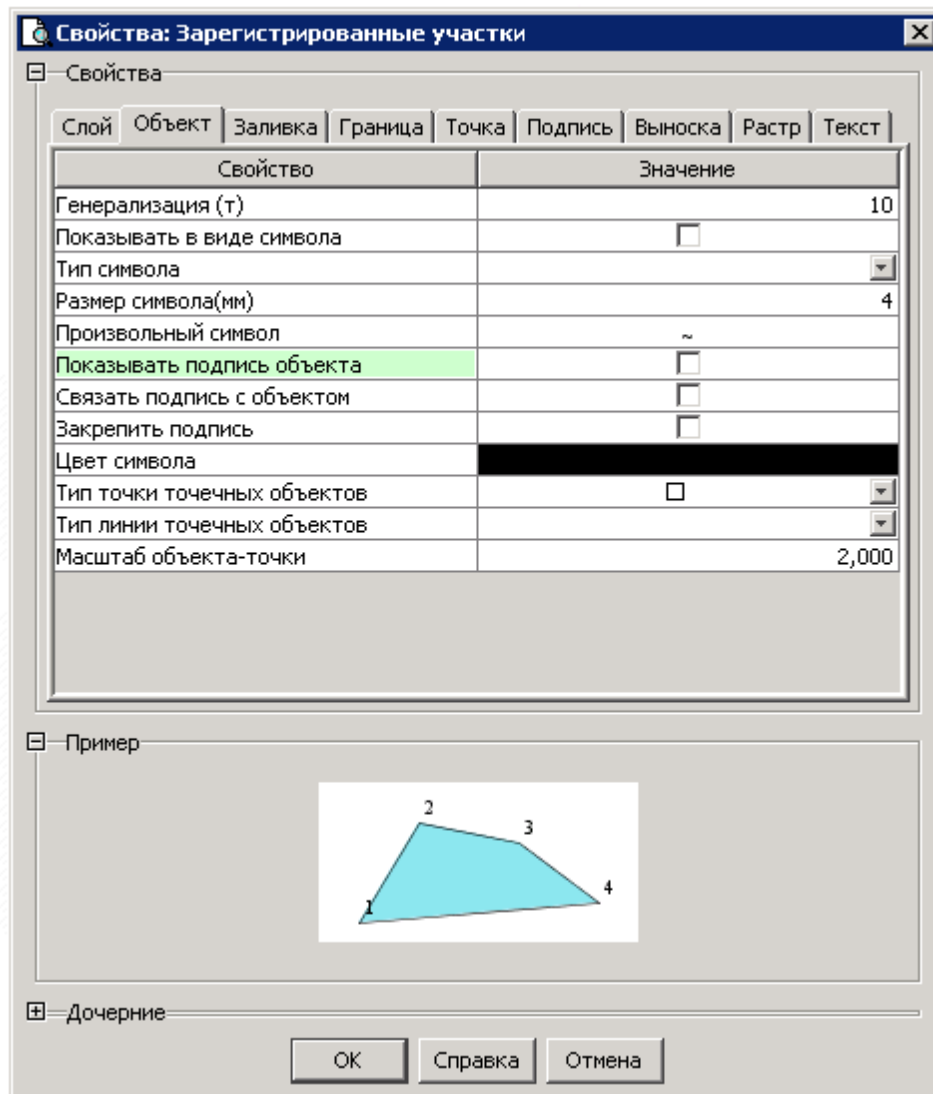 Свойства: Зарегистрированные участки
Свойства
Слой Объект Заливка Граница Точка Подпись Выноска Растр Текст
Свойство Значение
Генерализация (т) 10
Показывать в виде символа
Тип символа
Размер символа(мм) 4
Произвольный символ ~
Показывать подпись объекта
Связать подпись с объектом
Закрепить подпись
Цвет символа
Тип точки точечных объектов
Тип линии точечных объектов
Масштаб объекта-точки 2,000
Пример
2
3
4
1
Дочерние
OK Справка Отмена